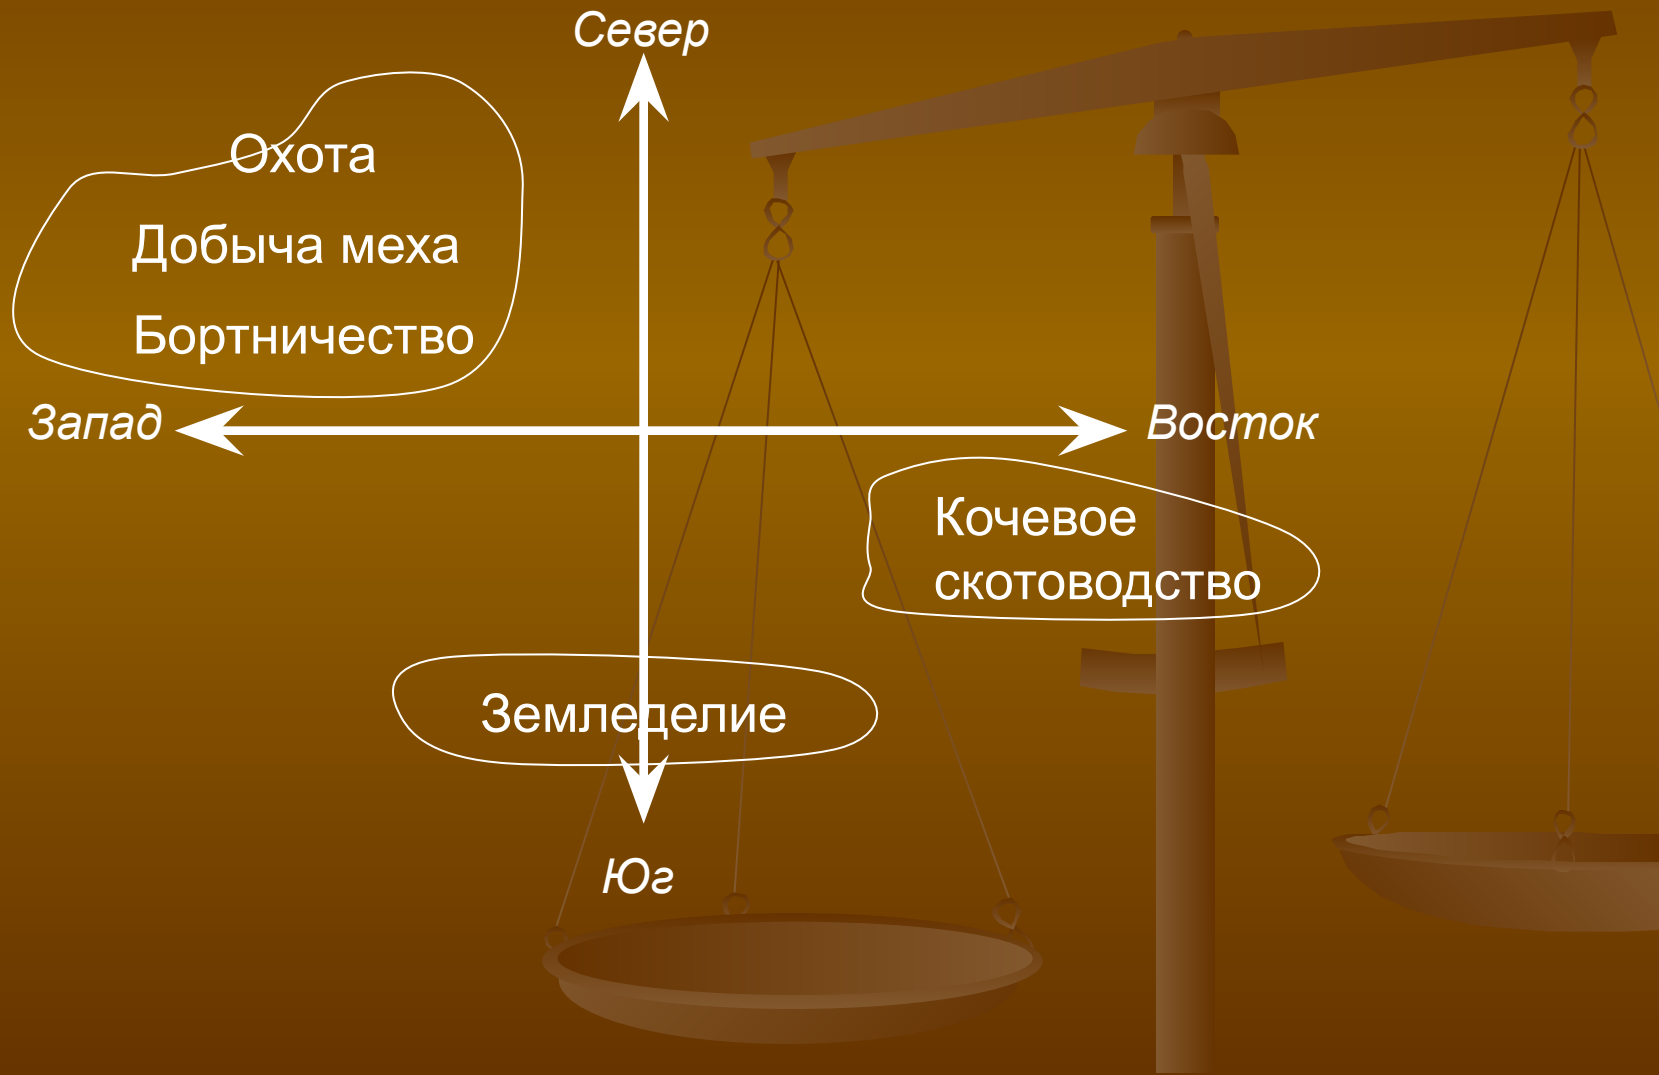 Север
Охота
Добыча меха
Бортничество
Запад
Восток
Кочевое
скотоводство
Земледелие
Юг